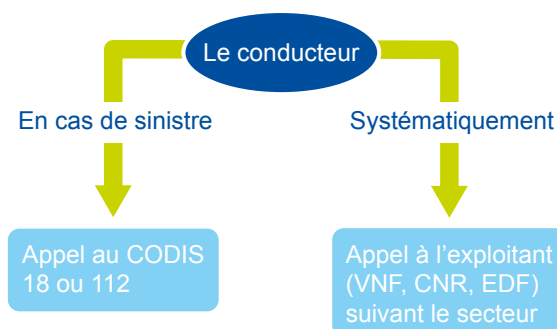 Le conducteur
En cas de sinistre
Systématiquement
Appel au CODIS
18 ou 112
Appel à l’exploitant
(VNF, CNR, EDF)
suivant le secteur